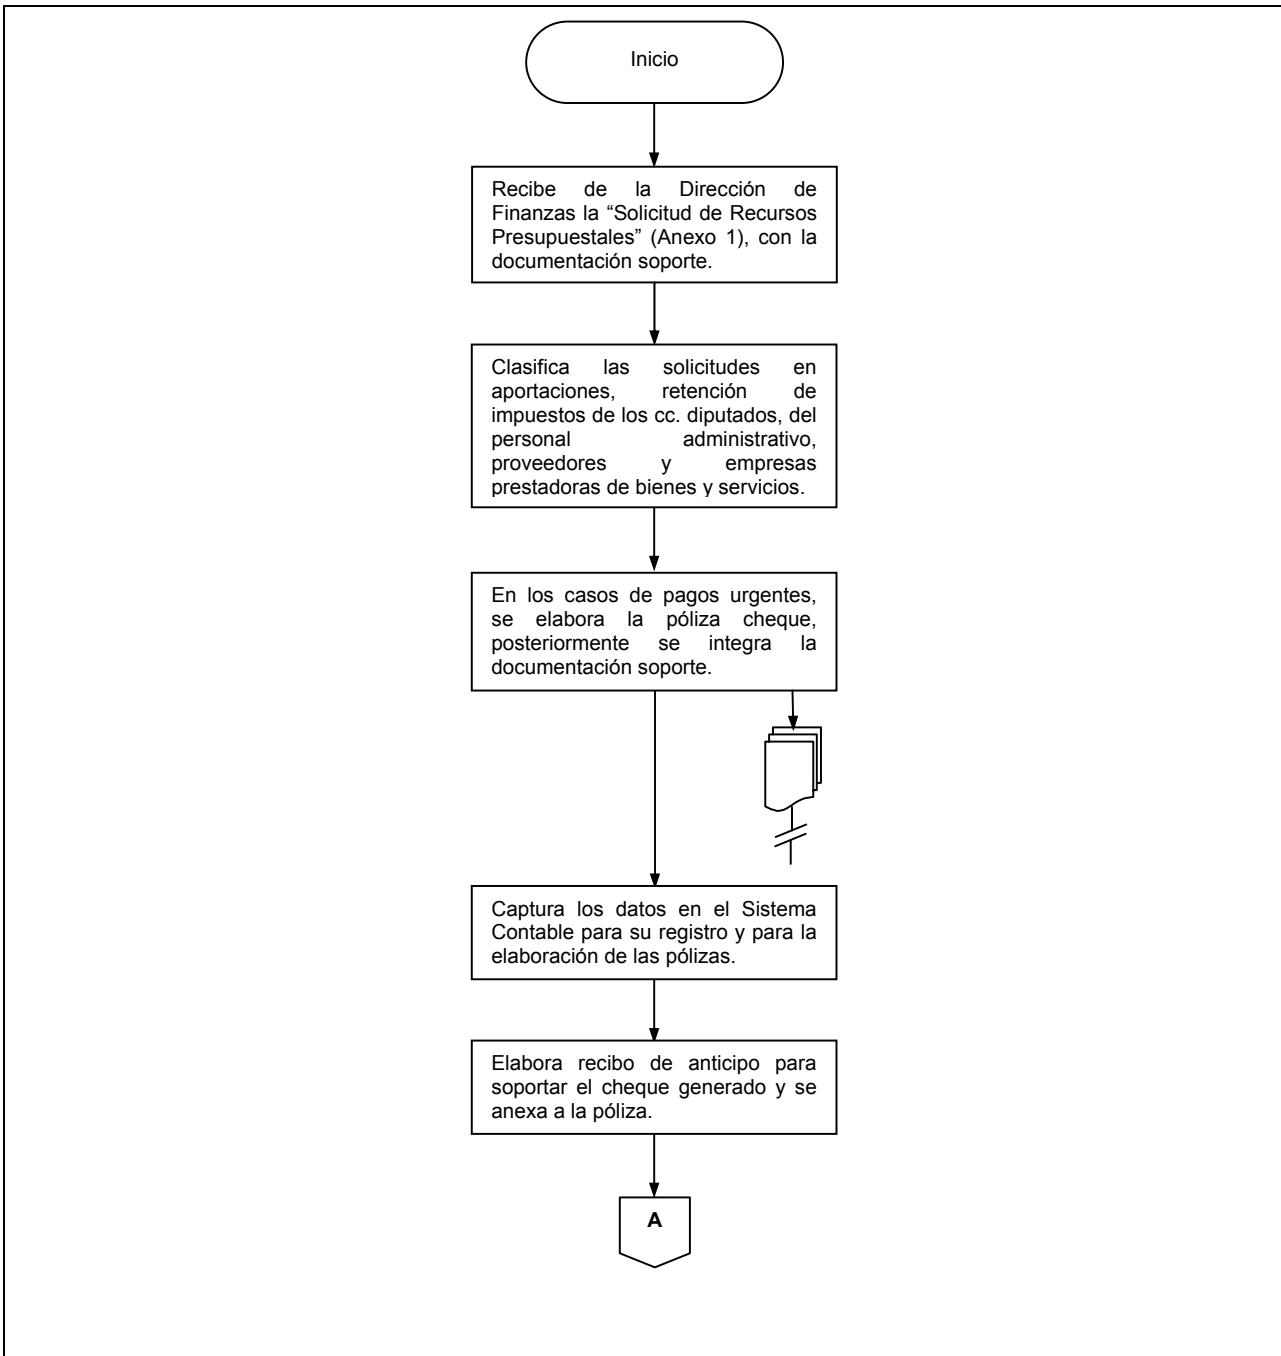 Inicio
Recibe de la Dirección de
Finanzas la “Solicitud de Recursos
Presupuestales” (Anexo 1), con la
documentación soporte.
Clasifica las solicitudes en
aportaciones, retención de
impuestos de los cc. diputados, del
personal administrativo,
proveedores y empresas
prestadoras de bienes y servicios.
En los casos de pagos urgentes,
se elabora la póliza cheque,
posteriormente se integra la
documentación soporte.
Captura los datos en el Sistema
Contable para su registro y para la
elaboración de las pólizas.
Elabora recibo de anticipo para
soportar el cheque generado y se
anexa a la póliza.
A